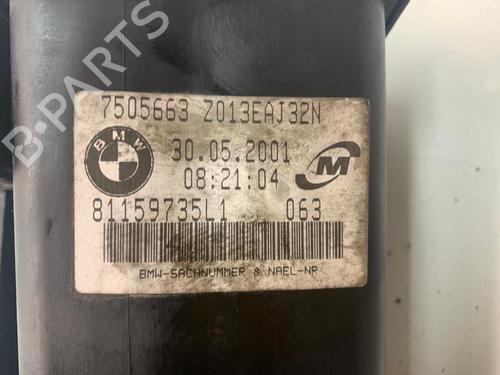 B-PARTS
7505663 Z013EAJ32N
BMW
30.05.2001
M
08:21:04
81159735L1 063
BMW-SACHNUMMER & NAEL-NR